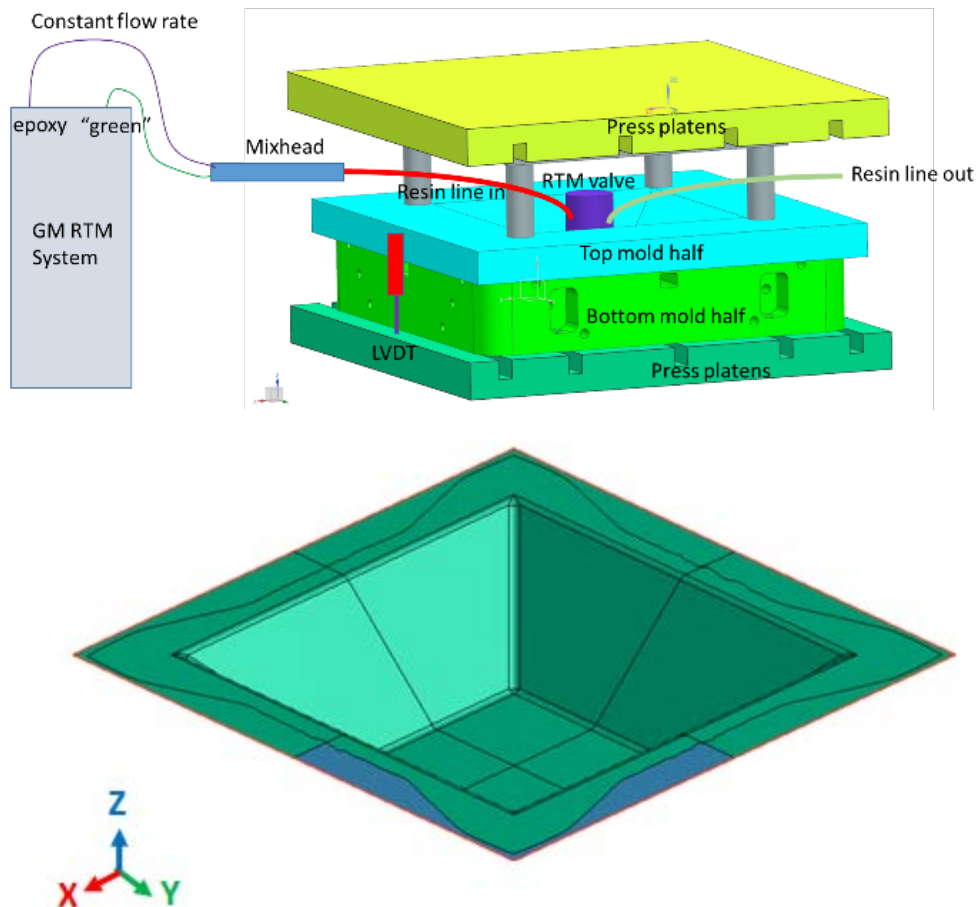 Constant flow rate
epoxy
“green”
Mixhead
Press platens
Resin line in
RTM valve
Resin line out
GM RTM
System
Top mold half
Bottom mold half
LVDT
Press platens
Z
X
Y